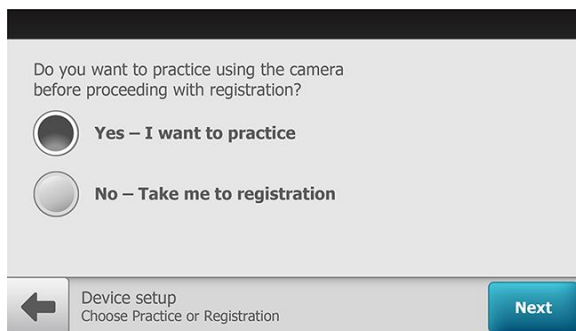 Do you want to practice using the camera
before proceeding with registration?
Yes – I want to practice
No – Take me to registration
Device setup
Choose Practice or Registration
Next